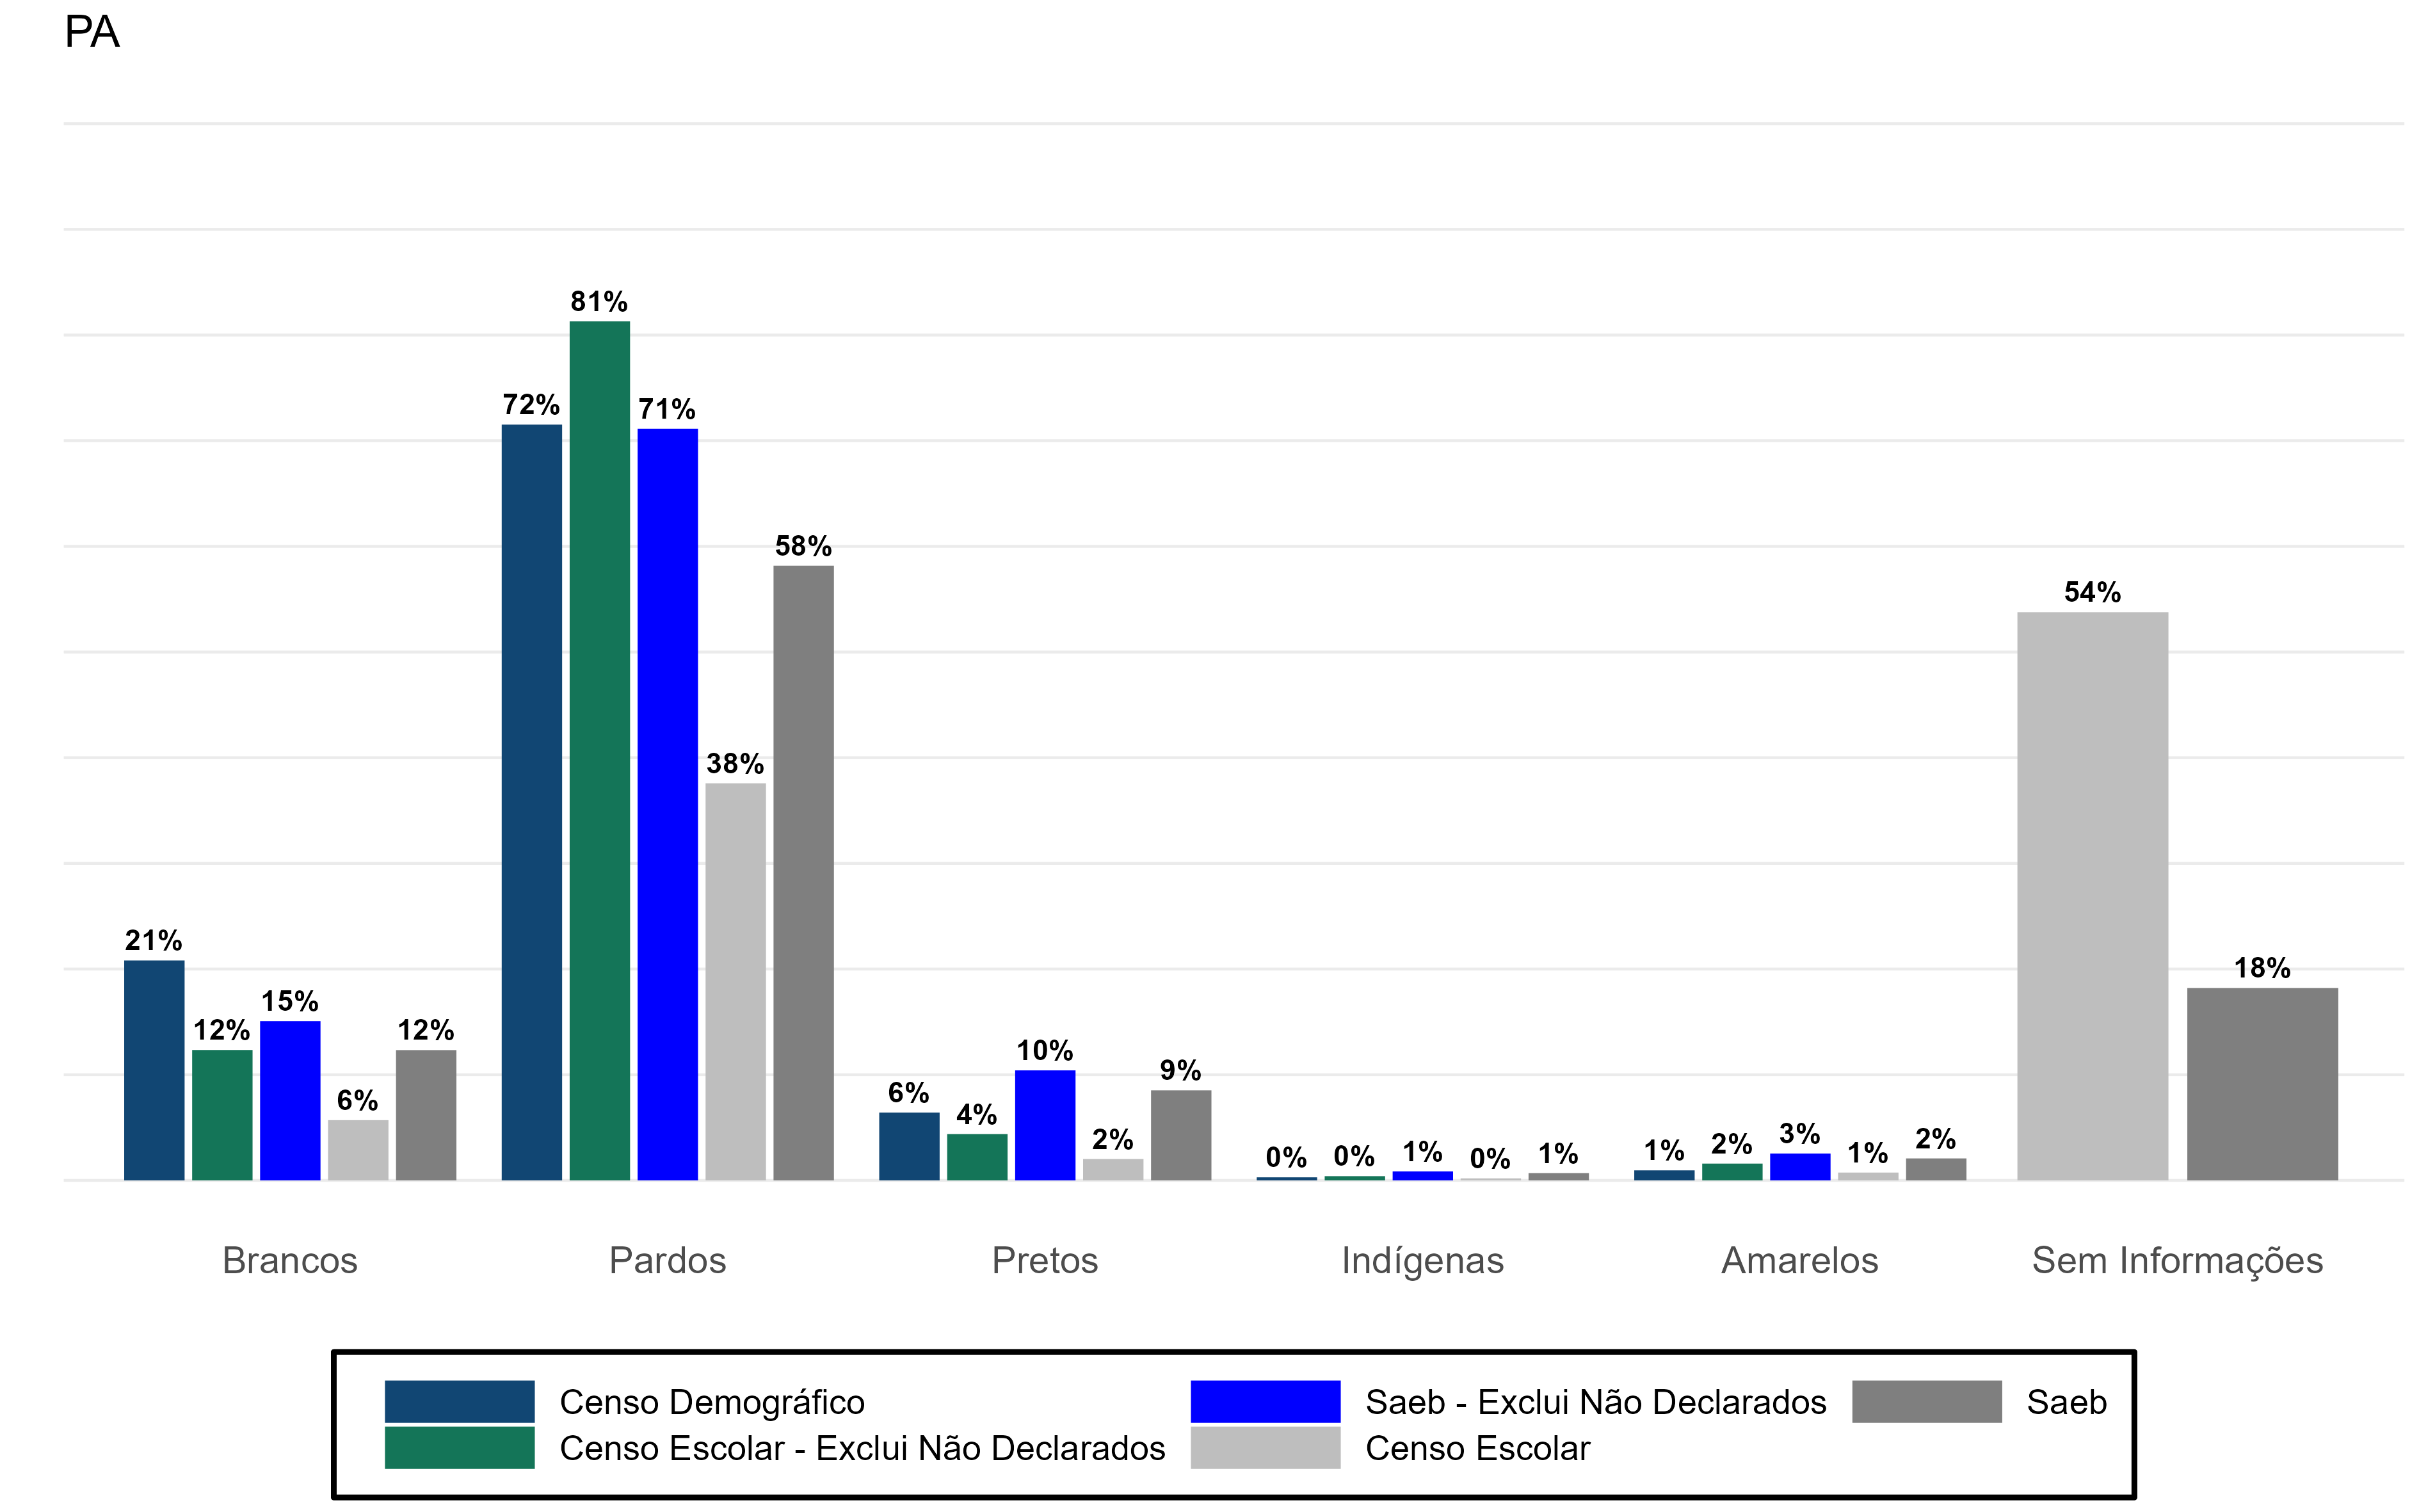 PA
21%
12%
15%
6%
12%
72%
81%
71%
38%
58%
6%
4%
10%
2%
9%
0%
0%
1%
0%
1%
1%
2%
3%
1%
2%
54%
18%
Brancos
Pardos
Pretos
Indígenas
Amarelos
Sem Informações
Censo Demográfico
Saeb - Exclui Não Declarados
Saeb
Censo Escolar - Exclui Não Declarados
Censo Escolar